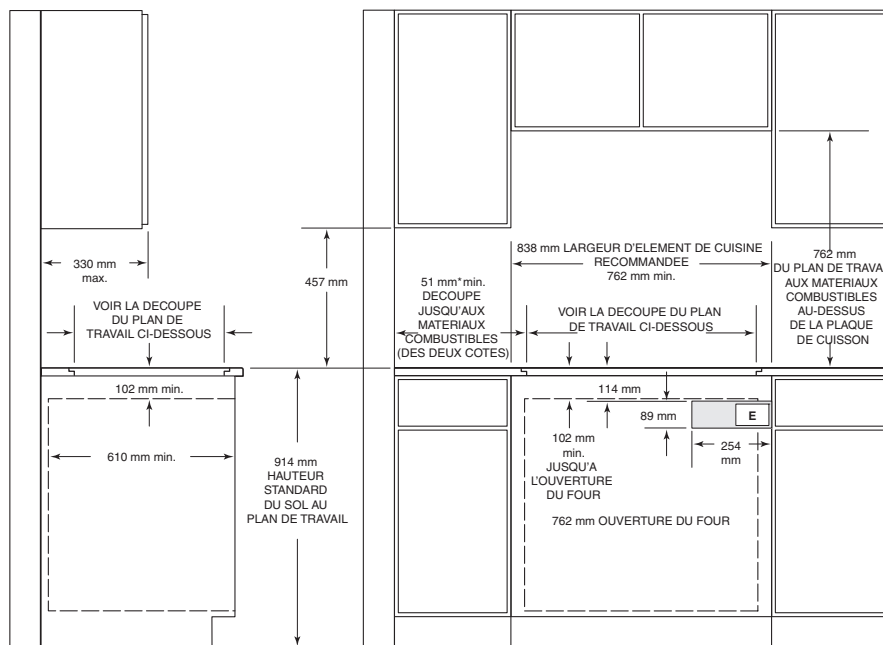 330 mm
max.
457 mm
VOIR LA DECOUPE
DU PLAN DE
TRAVAIL CI-DESSOUS
102 mm min.
610 mm min.
914 mm
HAUTEUR
STANDARD
DU SOL AU
PLAN DE TRAVAIL
838 mm LARGEUR D'ELEMENT DE CUISINE
RECOMMANDEE
762 mm min.
51 mm*min.
DECOUPE
JUSQU'AUX
MATERIAUX
COMBUSTIBLES
(DES DEUX COTES)
VOIR LA DECOUPE DU PLAN
DE TRAVAIL CI-DESSOUS
762 mm
DU PLAN DE TRAVA
AUX MATERIAUX
COMBUSTIBLES
AU-DESSUS
DE LA PLAQUE
DE CUISSON
114 mm
89 mm
E
254
mm
102 mm
min.
JUSQU'A
L'OUVERTURE
DU FOUR
762 mm OUVERTURE DU FOUR